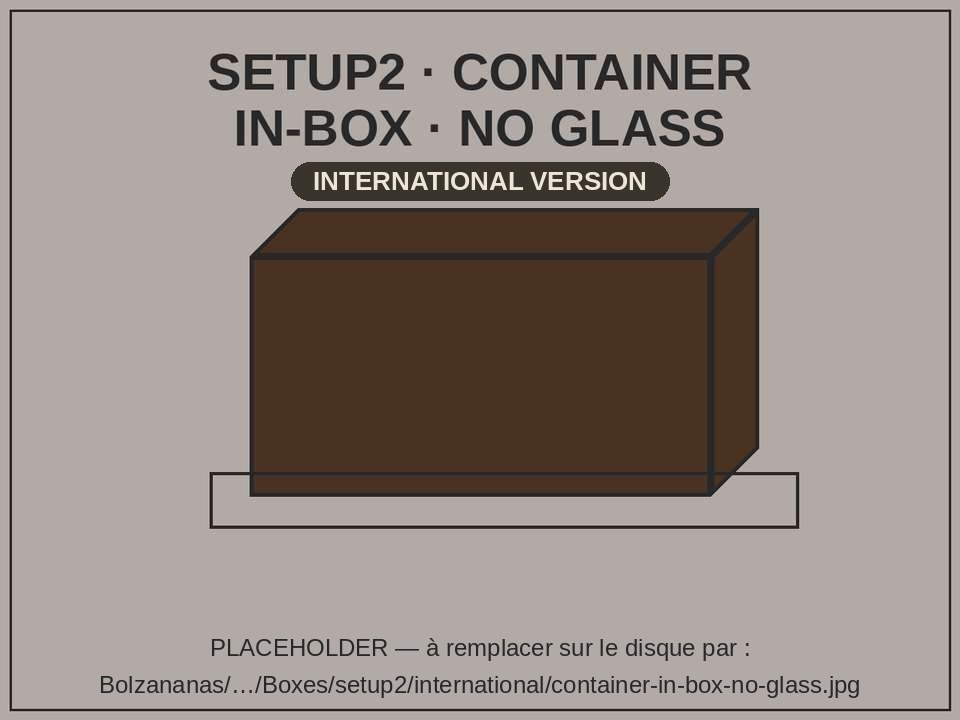 SETUP2 · CONTAINER
IN-BOX · NO GLASS
INTERNATIONAL VERSION
PLACEHOLDER — à remplacer sur le disque par :
Bolzananas/…/Boxes/setup2/international/container-in-box-no-glass.jpg